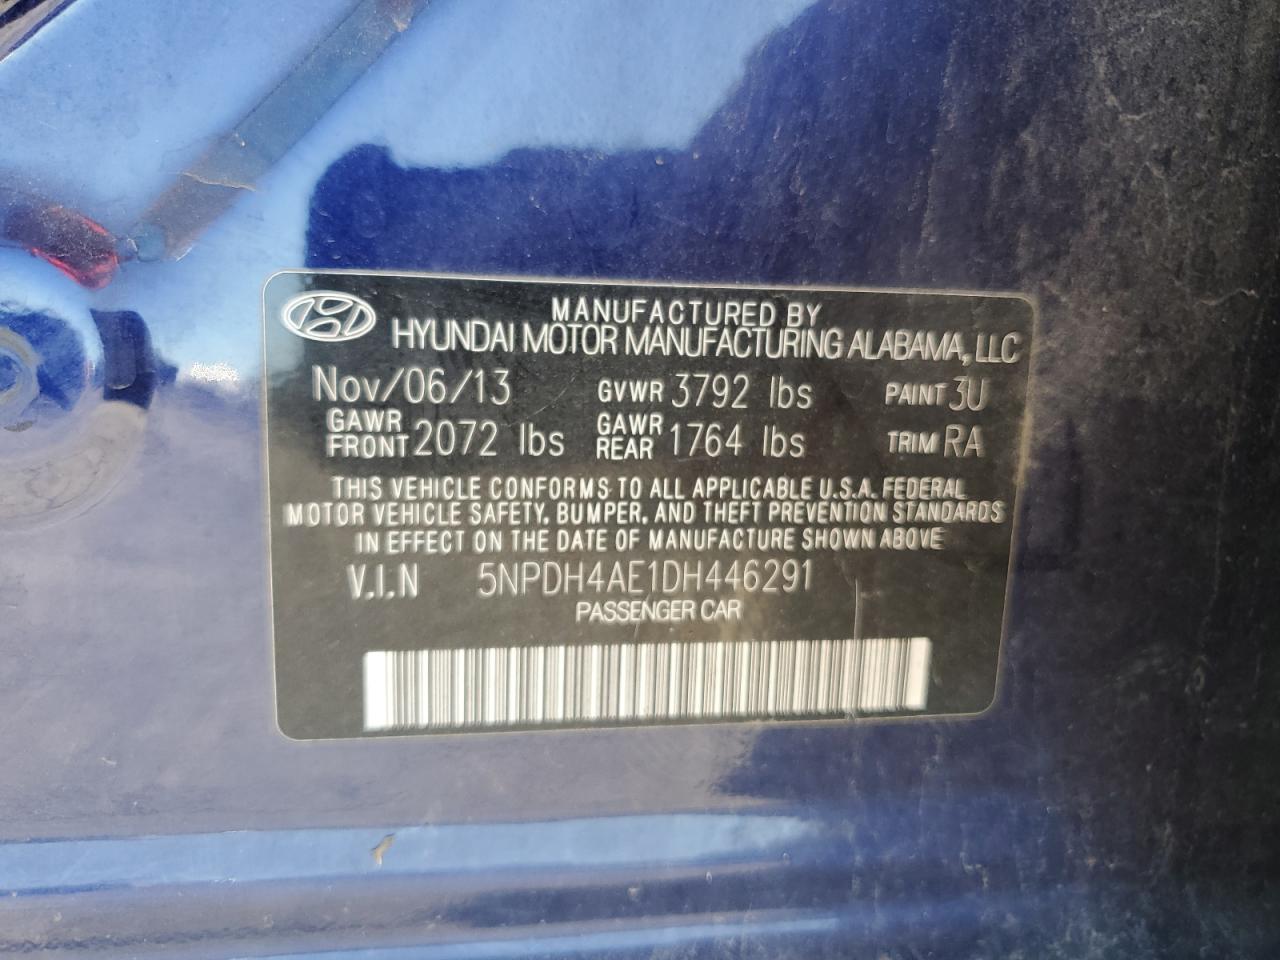 MANUFACTURED BY
HYUNDAI MOTOR MANUFACTURING ALABAMA, LLC
Nov/06/13 GVWR 3792 lbs PAINT 3U
GAWR FRONT 2072 lbs GAWR REAR 1764 lbs TRIM RA
THIS VEHICLE CONFORMS TO ALL APPLICABLE U.S.A. FEDERAL
MOTOR VEHICLE SAFETY, BUMPER, AND THEFT PREVENTION STANDARDS
IN EFFECT ON THE DATE OF MANUFACTURE SHOWN ABOVE
V.I.N 5NPDH4AE1DH446291
PASSENGER CAR